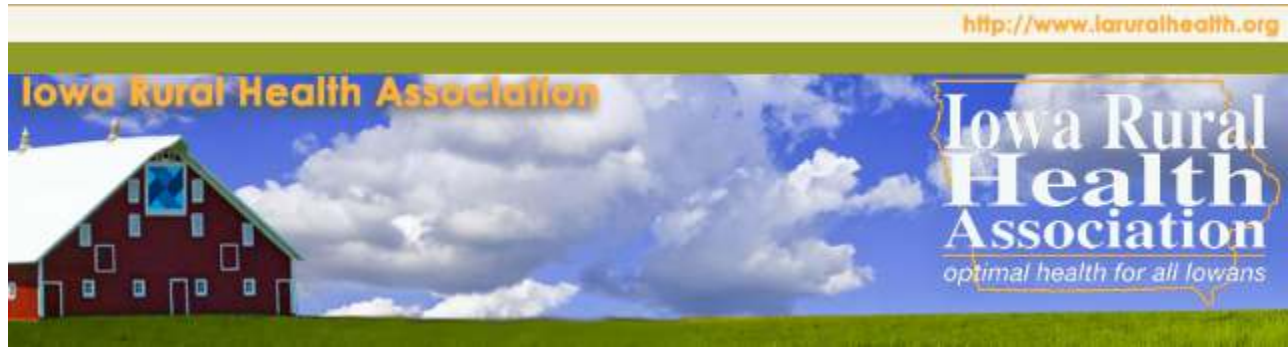 http://www.iaruralhealth.org
Iowa Rural Health Association
Iowa Rural
Health
Association
optimal health for all Iowans